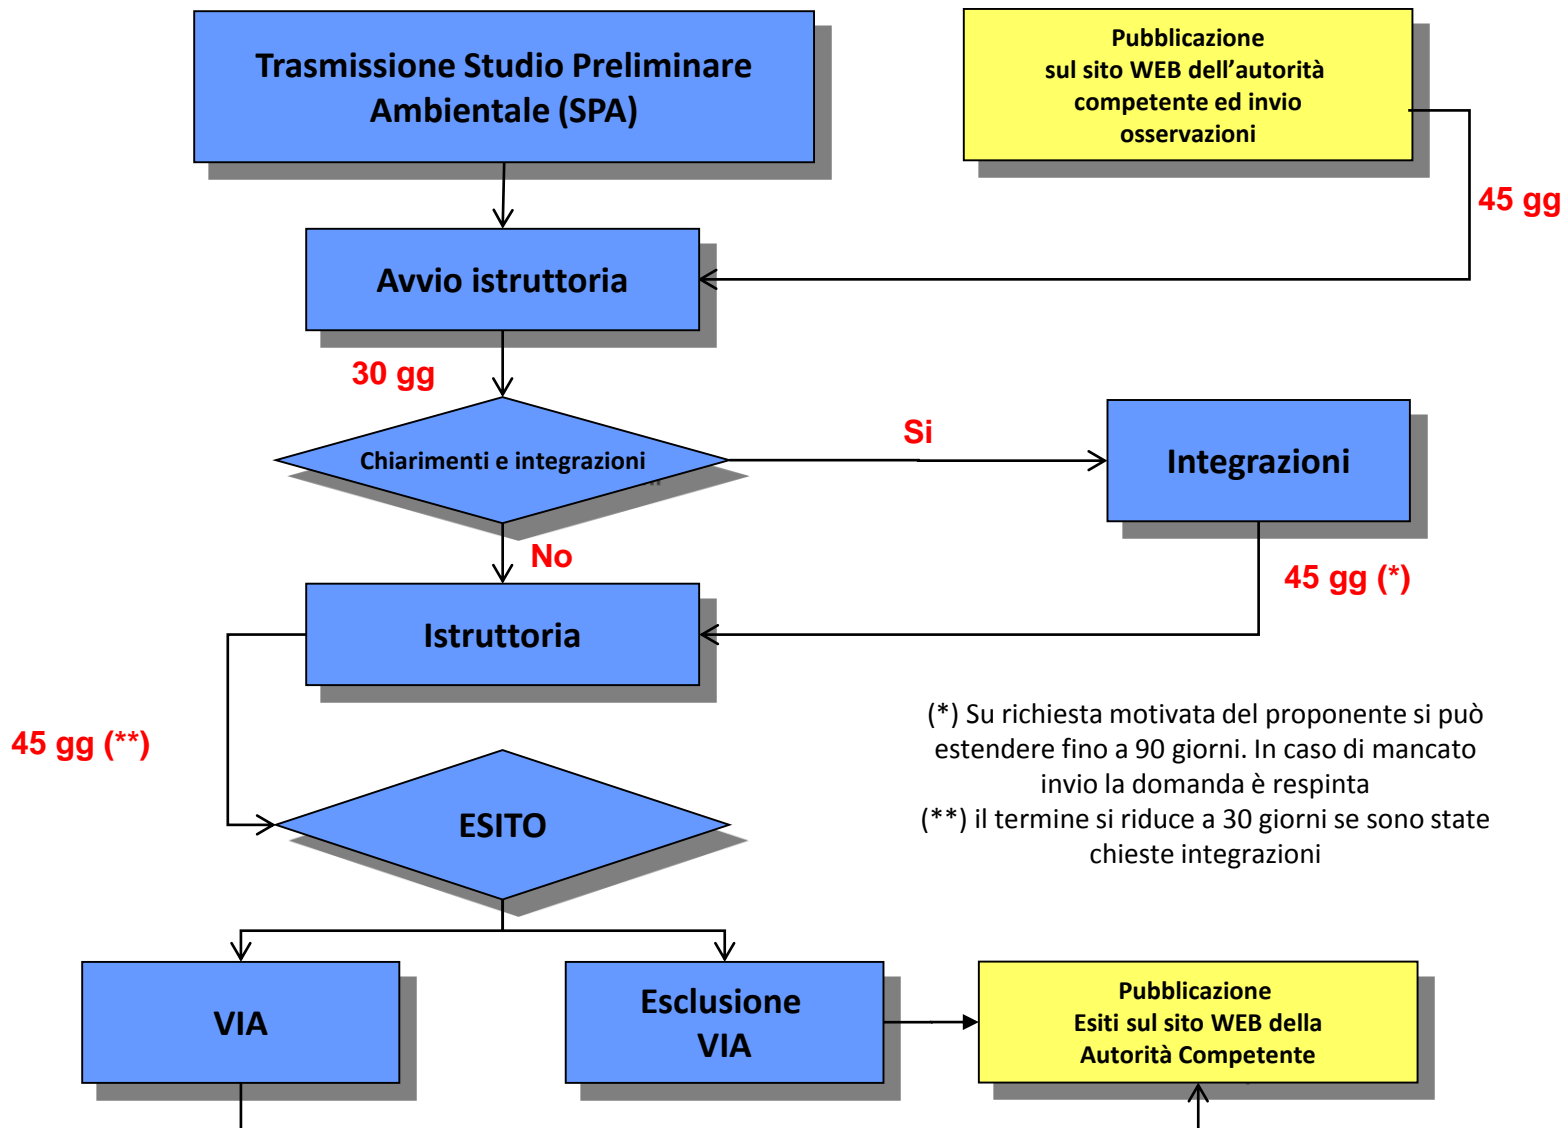 Trasmissione Studio Preliminare
Ambientale (SPA)
Pubblicazione
sul sito WEB dell’autorità
competente ed invio
osservazioni
45 gg
Avvio istruttoria
30 gg
Chiarimenti e integrazioni
Si
Integrazioni
No
45 gg (*)
Istruttoria
45 gg (**)
(*) Su richiesta motivata del proponente si può
estendere fino a 90 giorni. In caso di mancato
invio la domanda è respinta
(**) il termine si riduce a 30 giorni se sono state
chieste integrazioni
ESITO
VIA
Esclusione
VIA
Pubblicazione
Esiti sul sito WEB della
Autorità Competente